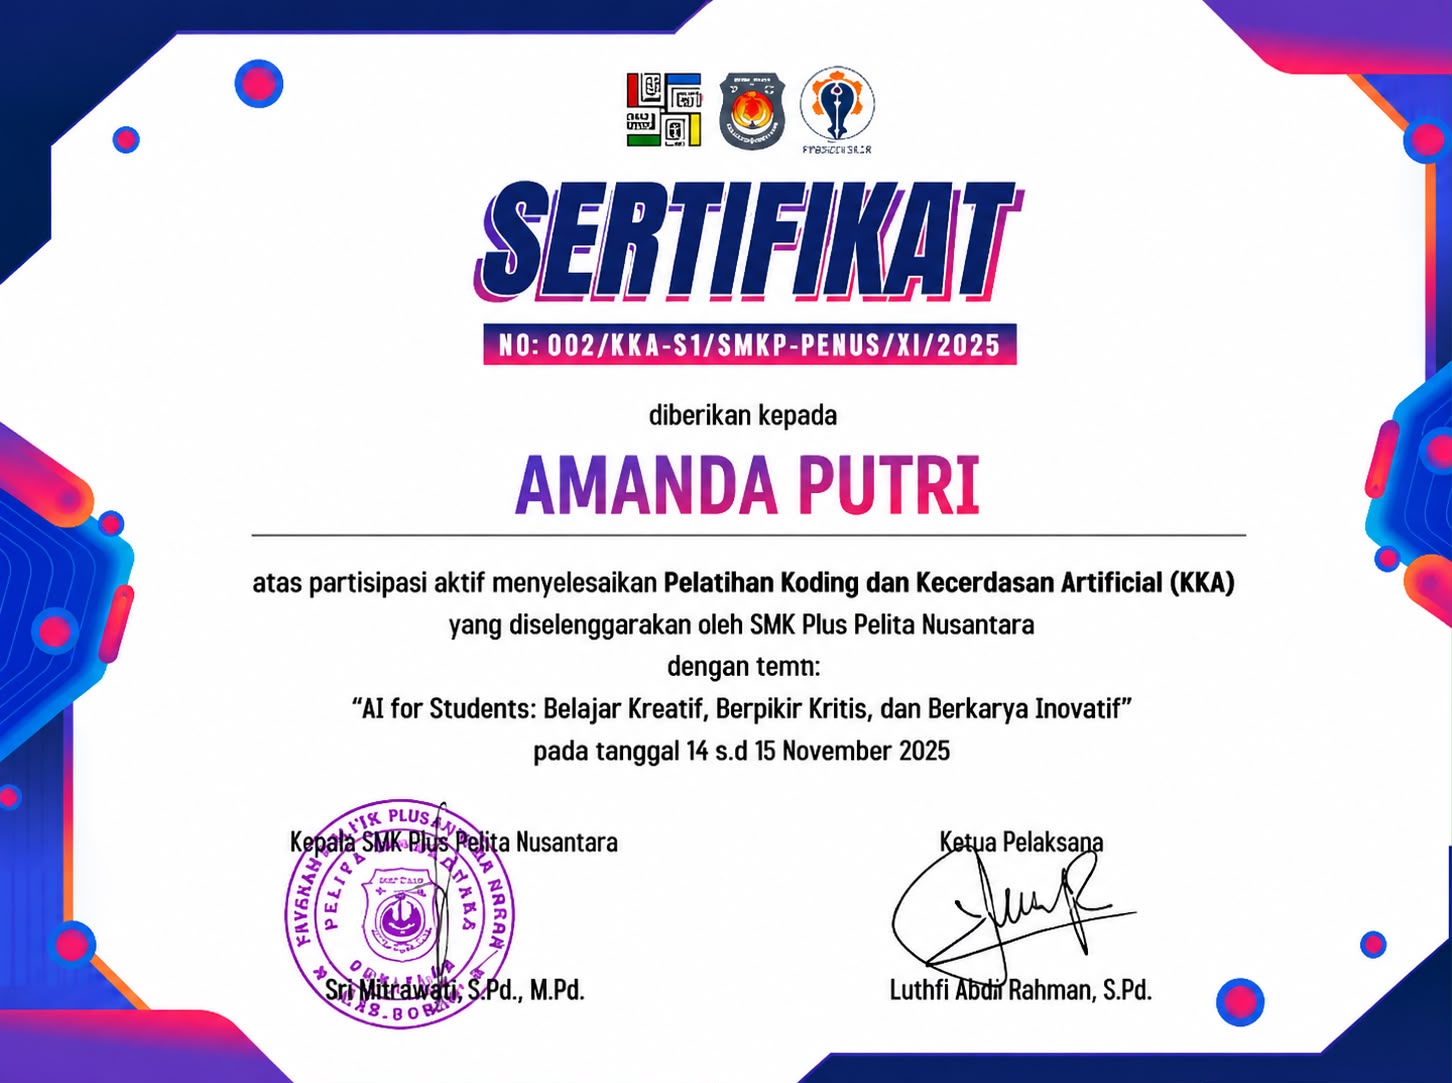 SERTIFIKAT
NO: 002/KKA-S1/SMKP-PENUS/XI/2025
diberikan kepada
AMANDA PUTRI
atas partisipasi aktif menyelesaikan Pelatihan Koding dan Kecerdasan Artificial (KKA)
yang diselenggarakan oleh SMK Plus Pelita Nusantara
dengan temn:
“AI for Students: Belajar Kreatif, Berpikir Kritis, dan Berkarya Inovatif”
pada tanggal 14 s.d 15 November 2025
Kepala SMK Plus Pelita Nusantara
Ketua Pelaksana
Sri Mitrawati, S.Pd., M.Pd.
Luthfi Abdii Rahman, S.Pd.